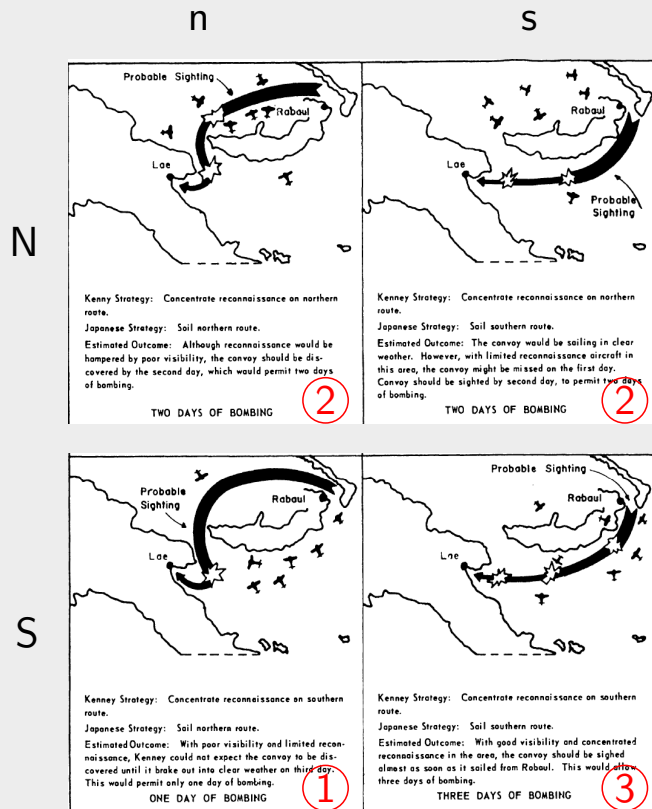 n s
N
Probable Sighting
Rabaul
Lae
Kenny Strategy: Concentrate reconnaissance on northern
route.
Japanese Strategy: Soil northern route.
Estimated Outcome: Although reconnaissance would be
hampered by poor visibility, the convoy should be dis-
covered by the second day, which would permit two days
of bombing.
TWO DAYS OF BOMBING
2
Rabaul
Lae
Probable
Sighting
Kenney Strategy: Concentrate reconnaissance on northern
route.
Japanese Strategy: Sail southern route.
Estimated Outcome: The convoy would be sailing in clear
weather. However, with limited reconnaissance aircraft in
this area, the convoy might be missed on the first day.
Convoy should be sighted by second day, to permit two days
of bombing.
TWO DAYS OF BOMBING
2
S
Probable
Sighting
Rabaul
Lae
Kenney Strategy: Concentrate reconnaissance on southern
route.
Japanese Strategy: Sail northern route.
Estimated Outcome: With poor visibility and limited recon-
naissance, Kenney could not expect the convoy to be dis-
covered until it brake out into clear weather on third day.
This would permit only one day of bombing.
ONE DAY OF BOMBING
1
Probable Sighting
Rabaul
Lae
Kenney Strategy: Concentrate reconnaissance on southern
route.
Japanese Strategy: Sail southern route.
Estimated Outcome: With good visibility and concentrated
reconnaissance in the area, the convoy should be sighed
almost as soon as it sailed from Rabaul. This would allow
three days of bombing.
THREE DAYS OF BOMBING
3